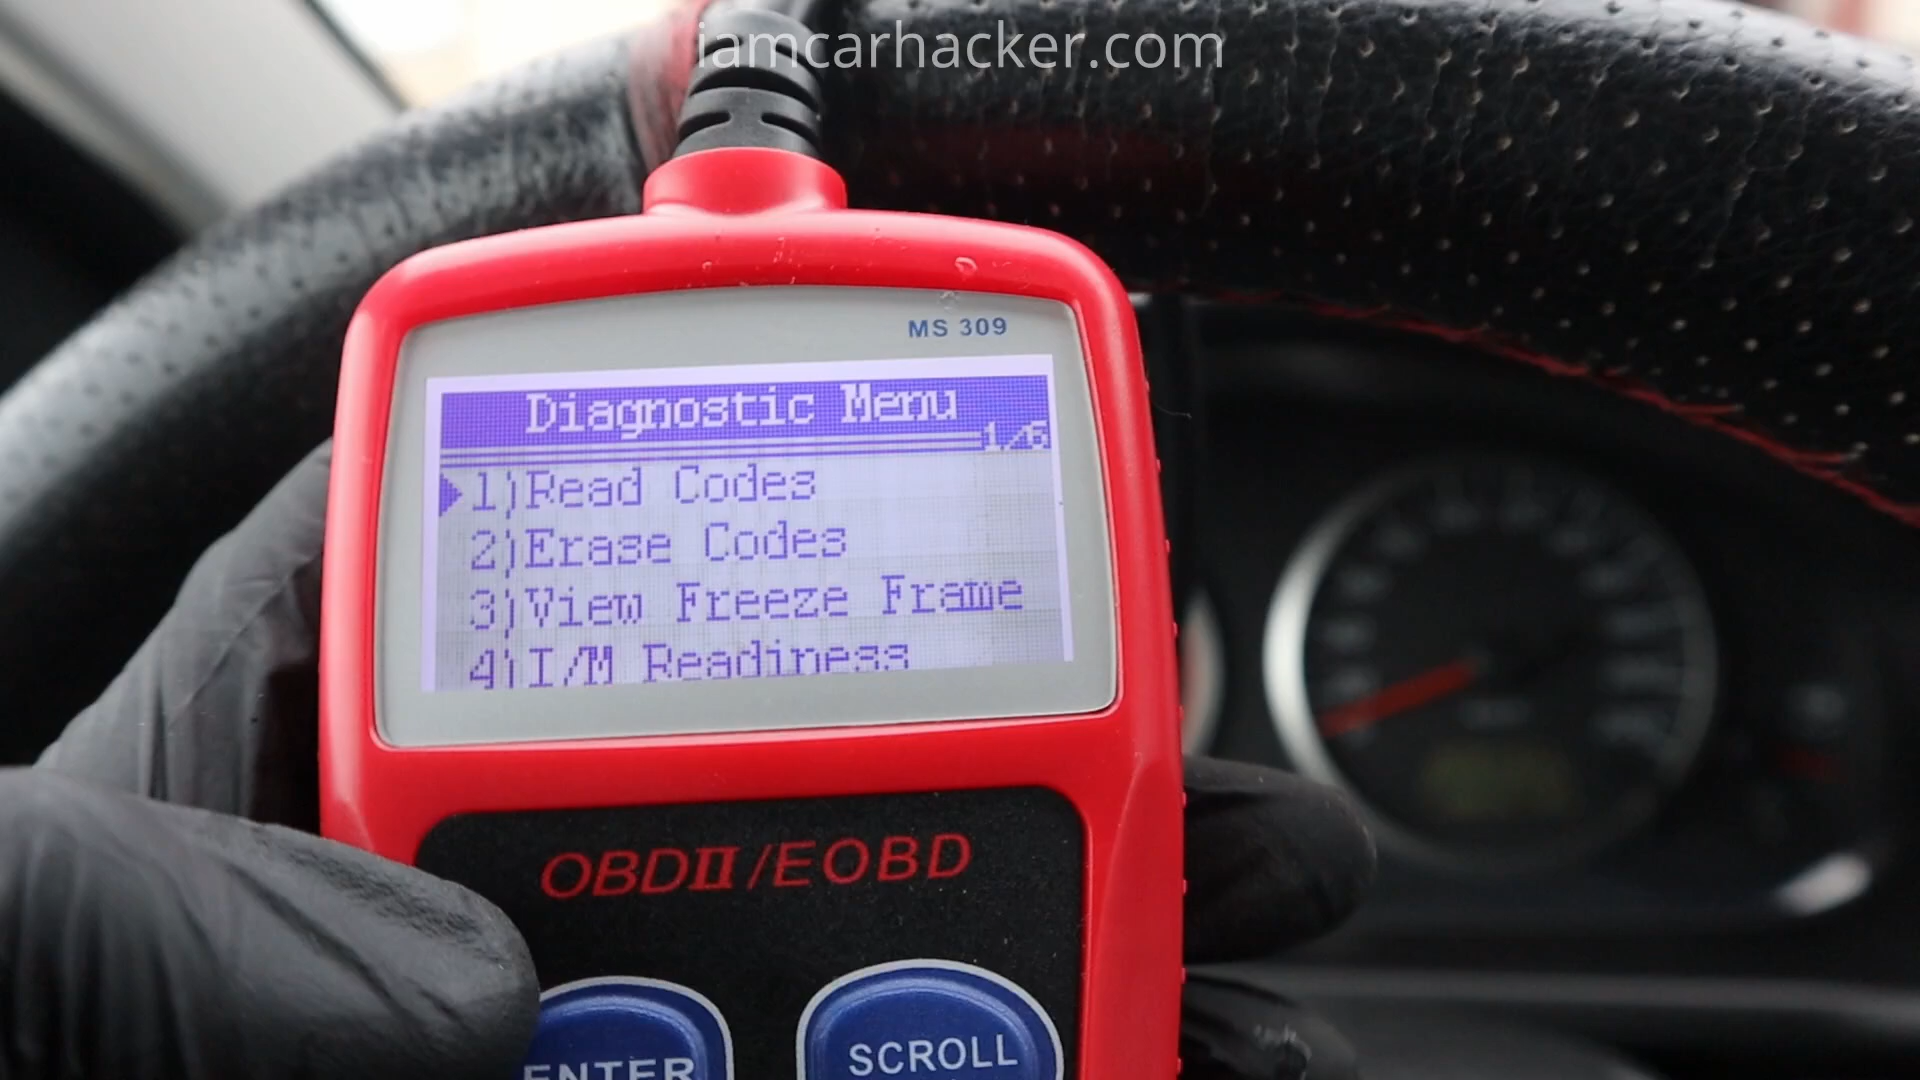 iamcarhacker.com
MS 309
Diagnostic Menu
1/6
1)Read Codes
2)Erase Codes
3)View Freeze Frame
4)I/M Readiness
OBDII/EOBD
ENTER
SCROLL